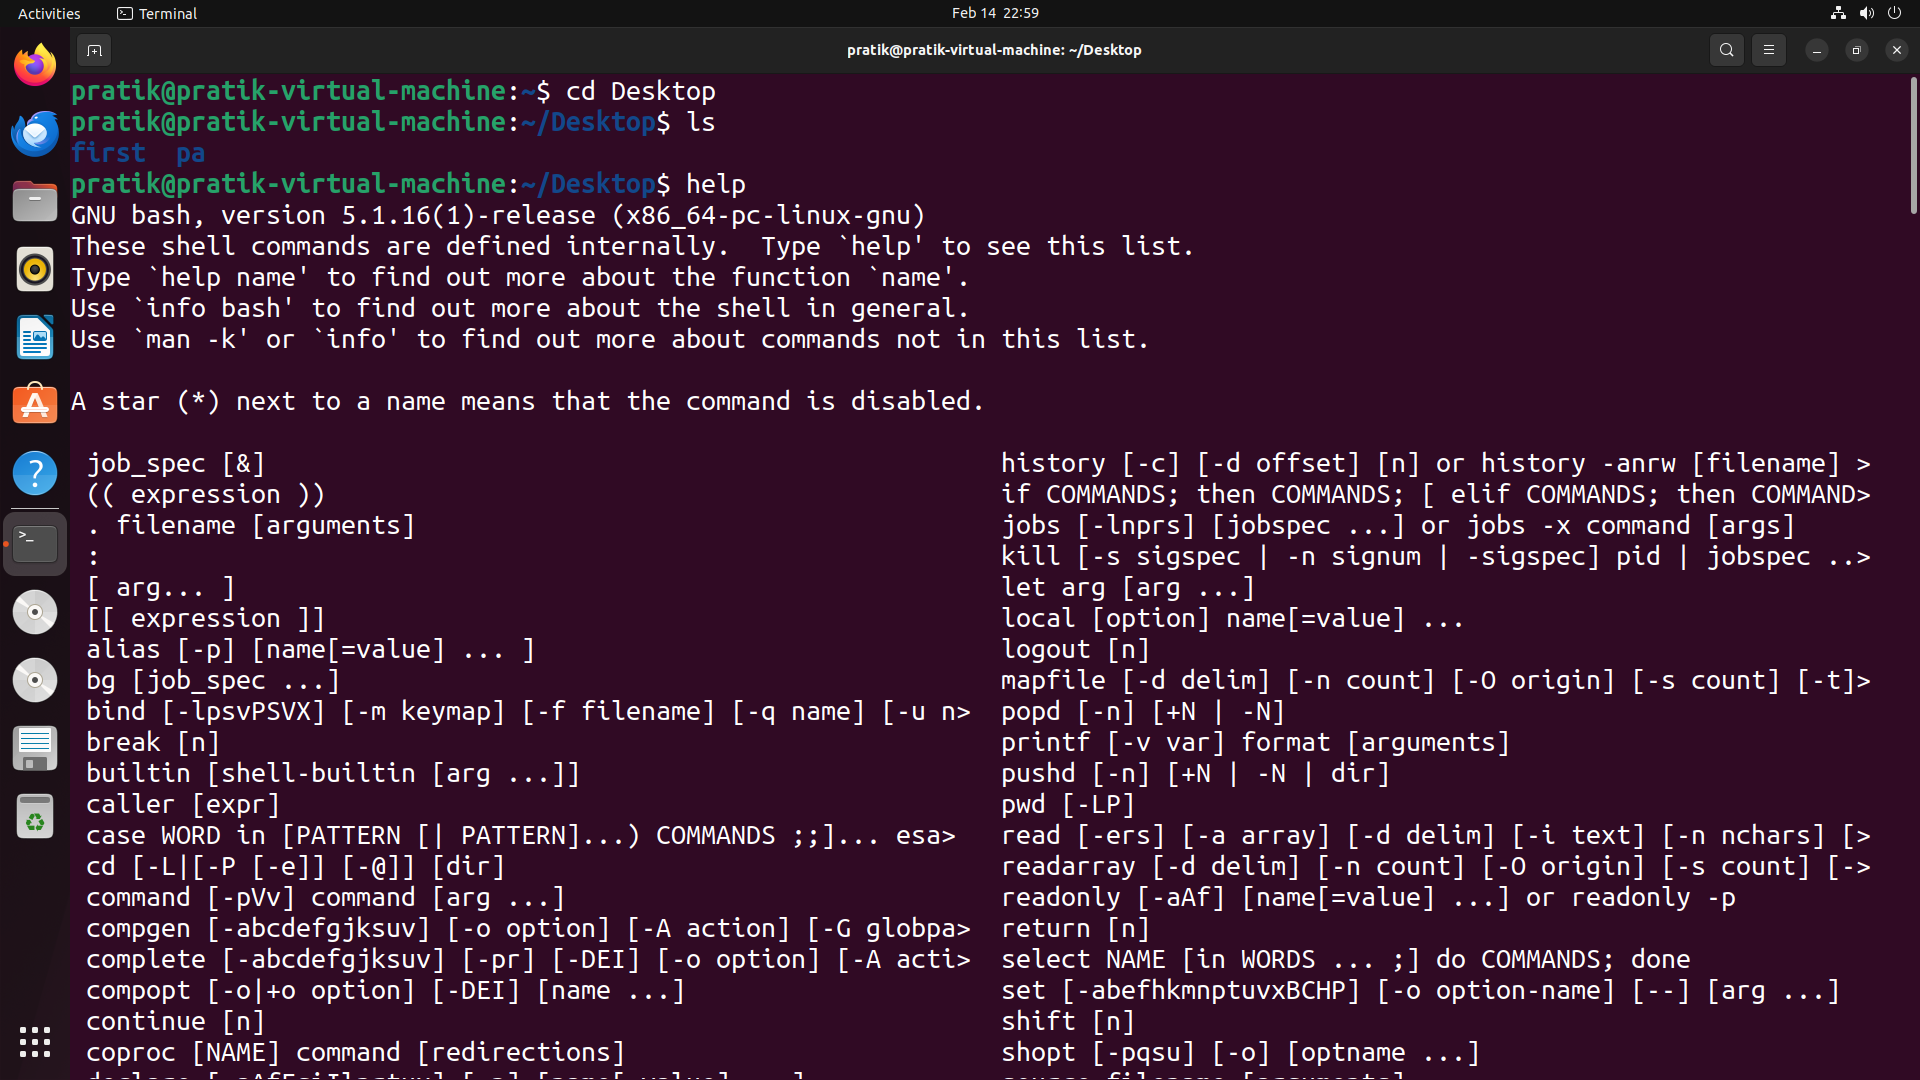 Activities Terminal Feb 14 22:59
pratik@pratik-virtual-machine: ~/Desktop
pratik@pratik-virtual-machine:~$ cd Desktop
pratik@pratik-virtual-machine:~/Desktop$ ls
first pa
pratik@pratik-virtual-machine:~/Desktop$ help
GNU bash, version 5.1.16(1)-release (x86_64-pc-linux-gnu)
These shell commands are defined internally.  Type `help' to see this list.
Type `help name' to find out more about the function `name'.
Use `info bash' to find out more about the shell in general.
Use `man -k' or `info' to find out more about commands not in this list.
A star (*) next to a name means that the command is disabled.
job_spec [&] history [-c] [-d offset] [n] or history -anrw [filename] >
(( expression )) if COMMANDS; then COMMANDS; [ elif COMMANDS; then COMMAND>
. filename [arguments] jobs [-lnprs] [jobspec ...] or jobs -x command [args]
: kill [-s sigspec | -n signum | -sigspec] pid | jobspec ..>
[ arg... ] let arg [arg ...]
[[ expression ]] local [option] name[=value] ...
alias [-p] [name[=value] ... ] logout [n]
bg [job_spec ...] mapfile [-d delim] [-n count] [-O origin] [-s count] [-t]>
bind [-lpsvPSVX] [-m keymap] [-f filename] [-q name] [-u n> popd [-n] [+N | -N]
break [n] printf [-v var] format [arguments]
builtin [shell-builtin [arg ...]] pushd [-n] [+N | -N | dir]
caller [expr] pwd [-LP]
case WORD in [PATTERN [| PATTERN]...) COMMANDS ;;]... esa> read [-ers] [-a array] [-d delim] [-i text] [-n nchars] [>
cd [-L|[-P [-e]] [-@]] [dir] readarray [-d delim] [-n count] [-O origin] [-s count] [->
command [-pVv] command [arg ...] readonly [-aAf] [name[=value] ...] or readonly -p
compgen [-abcdefgjksuv] [-o option] [-A action] [-G globpa> return [n]
complete [-abcdefgjksuv] [-pr] [-DEI] [-o option] [-A acti> select NAME [in WORDS ... ;] do COMMANDS; done
compopt [-o|+o option] [-DEI] [name ...] set [-abefhkmnptuvxBCHP] [-o option-name] [--] [arg ...]
continue [n] shift [n]
coproc [NAME] command [redirections] shopt [-pqsu] [-o] [optname ...]